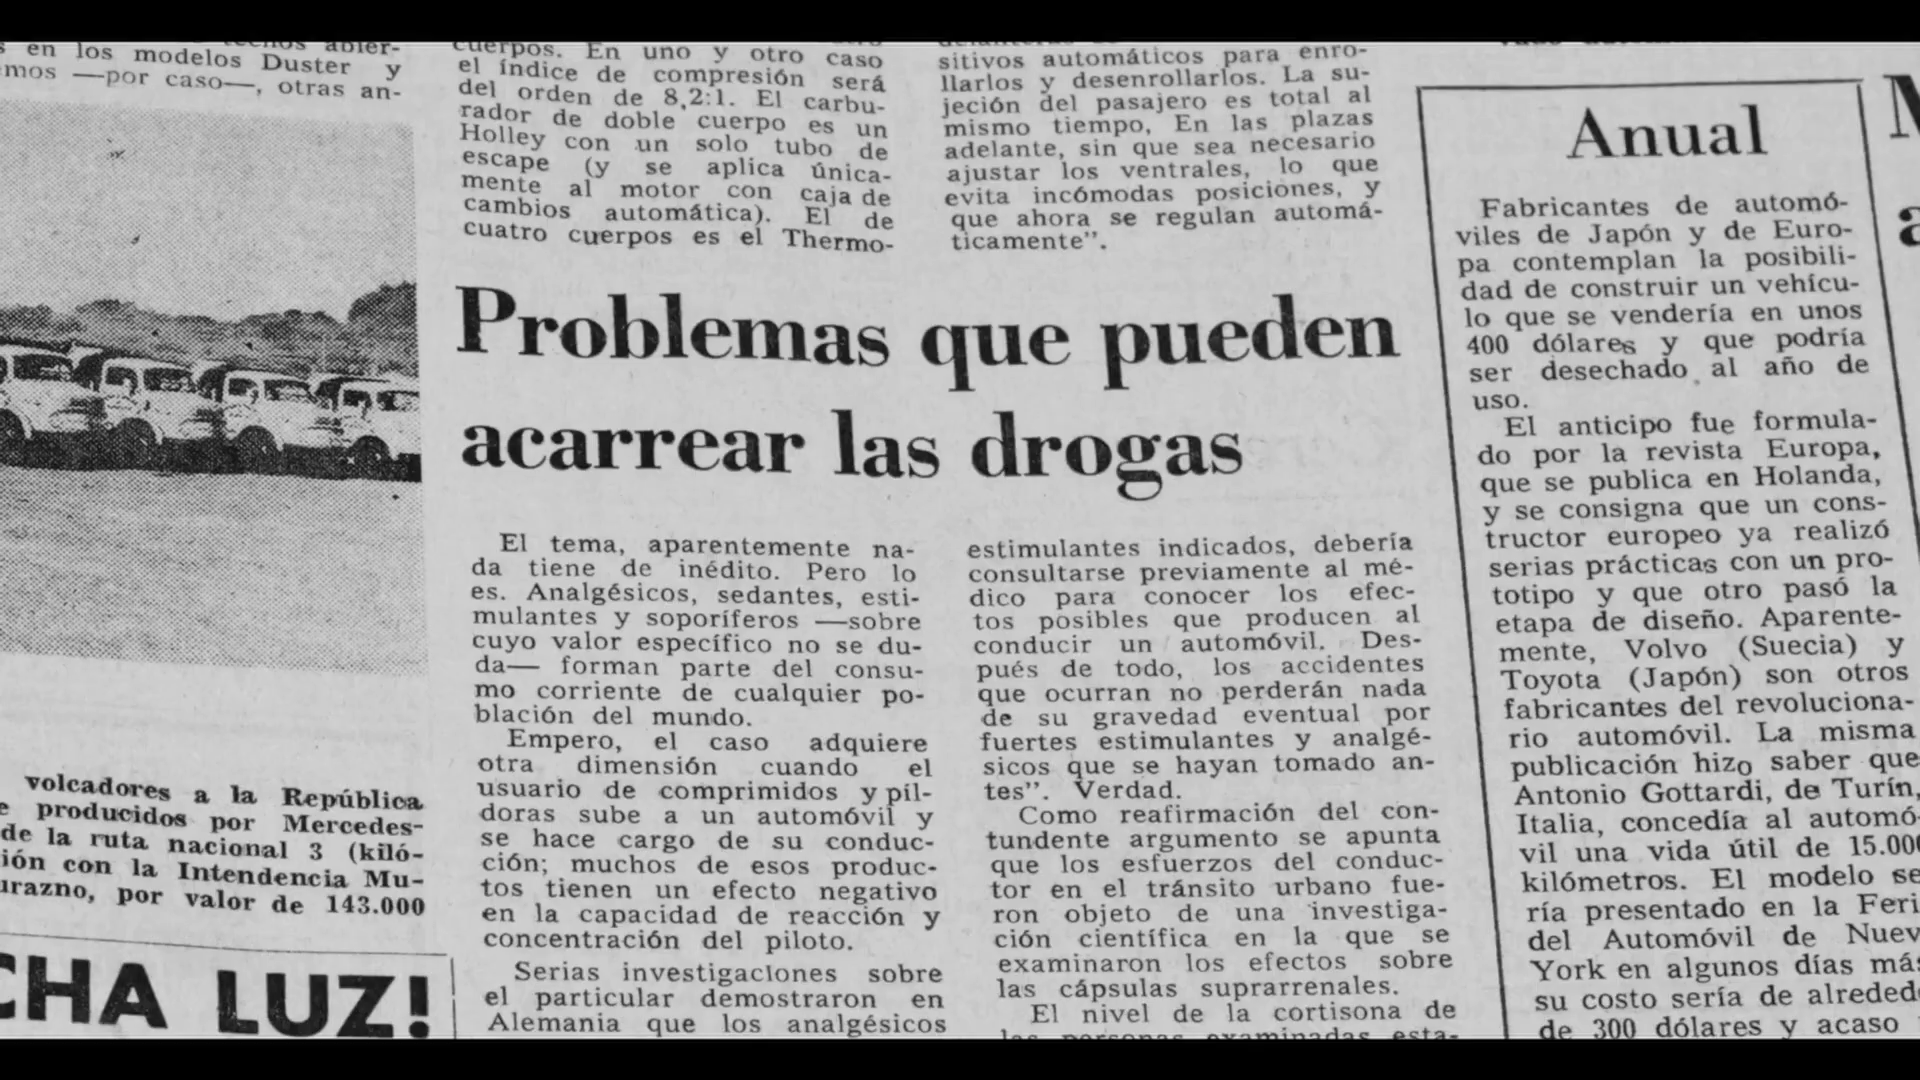 en los modelos Duster y
mos —por caso—, otras an-
volcadores a la República
producidos por Mercedes-
de la ruta nacional 3 (kiló-
ión con la Intendencia Mu-
urazno, por valor de 143.000
CHA LUZ!
cuerpos. En uno y otro caso
el índice de compresión será
del orden de 8,2:1. El carbu-
rador de doble cuerpo es un
Holley con un solo tubo de
escape (y se aplica única-
mente al motor con caja de
cambios automática). El de
cuatro cuerpos es el Thermo-
sitivos automáticos para enro-
llarlos y desenrollarlos. La su-
jeción del pasajero es total al
mismo tiempo, En las plazas
adelante, sin que sea necesario
ajustar los ventrales, lo que
evita incómodas posiciones, y
que ahora se regulan automá-
ticamente".
Problemas que pueden
acarrear las drogas
El tema, aparentemente na-
da tiene de inédito. Pero lo
es. Analgésicos, sedantes, esti-
mulantes y soporíferos —sobre
cuyo valor específico no se du-
da— forman parte del consu-
mo corriente de cualquier po-
blación del mundo.
Empero, el caso adquiere
otra dimensión cuando el
usuario de comprimidos y píl-
doras sube a un automóvil y
se hace cargo de su conduc-
ción; muchos de esos produc-
tos tienen un efecto negativo
en la capacidad de reacción y
concentración del piloto.
Serias investigaciones sobre
el particular demostraron en
Alemania que los analgésicos
estimulantes indicados, debería
consultarse previamente al mé-
dico para conocer los efec-
tos posibles que producen al
conducir un automóvil. Des-
pués de todo, los accidentes
que ocurran no perderán nada
de su gravedad eventual por
fuertes estimulantes y analgé-
sicos que se hayan tomado an-
tes". Verdad.
Como reafirmación del con-
tundente argumento se apunta
que los esfuerzos del conduc-
tor en el tránsito urbano fue-
ron objeto de una investiga-
ción científica en la que se
examinaron los efectos sobre
las cápsulas suprarrenales.
El nivel de la cortisona de
las personas examinadas esta-
Anual
Fabricantes de automó-
viles de Japón y de Euro-
pa contemplan la posibili-
dad de construir un vehícu-
lo que se vendería en unos
400 dólares y que podría
ser desechado al año de
uso.
El anticipo fue formula-
do por la revista Europa,
que se publica en Holanda,
y se consigna que un cons-
tructor europeo ya realizó
serias prácticas con un pro-
totipo y que otro pasó la
etapa de diseño. Aparente-
mente, Volvo (Suecia) y
Toyota (Japón) son otros
fabricantes del revoluciona-
rio automóvil. La misma
publicación hizo saber que
Antonio Gottardi, de Turín,
Italia, concedía al automó-
vil una vida útil de 15.000
kilómetros. El modelo se-
ría presentado en la Feri
del Automóvil de Nuev
York en algunos días más
su costo sería de alreded
de 300 dólares y acaso